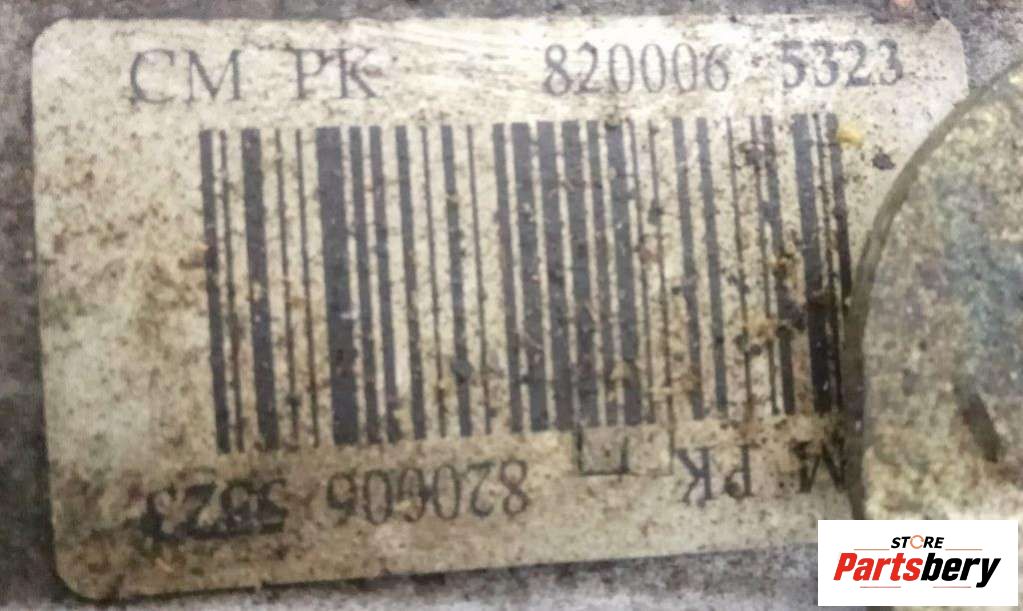 CM PK 820006 5323
M PK 820006 5323
STORE
Partsbery